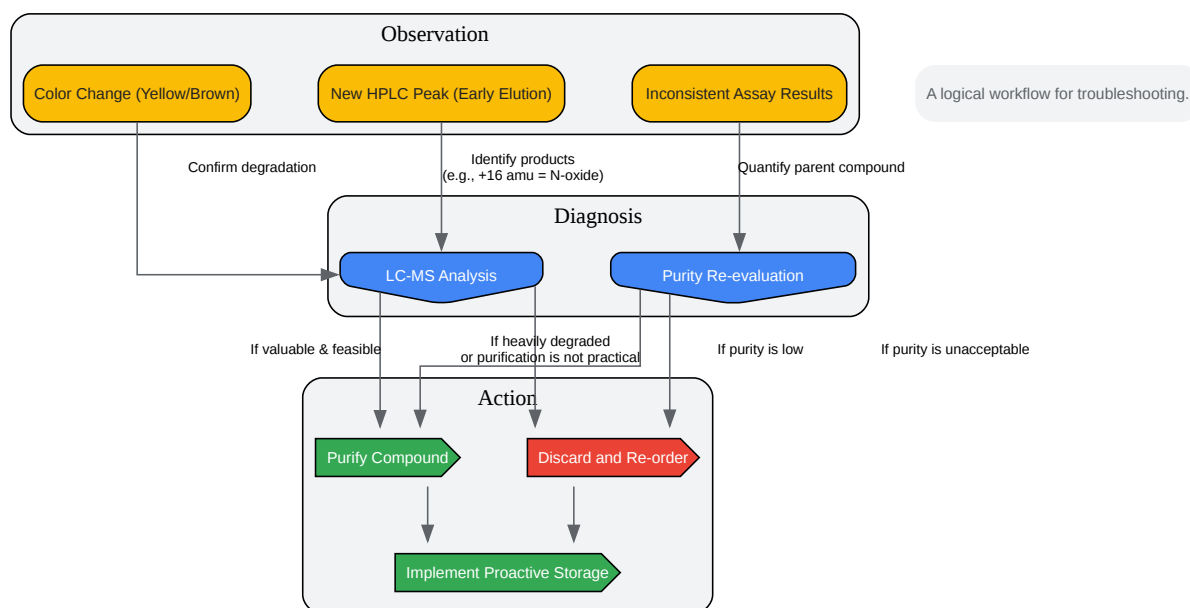 Observation
Color Change (Yellow/Brown)
New HPLC Peak (Early Elution)
Inconsistent Assay Results
A logical workflow for troubleshooting.
Confirm degradation
Identify products
(e.g., +16 amu = N-oxide)
Quantify parent compound
Diagnosis
LC-MS Analysis
Purity Re-evaluation
If valuable & feasible
If heavily degraded
or purification is not practical
If purity is low
If purity is unacceptable
Action
Purify Compound
Discard and Re-order
Implement Proactive Storage